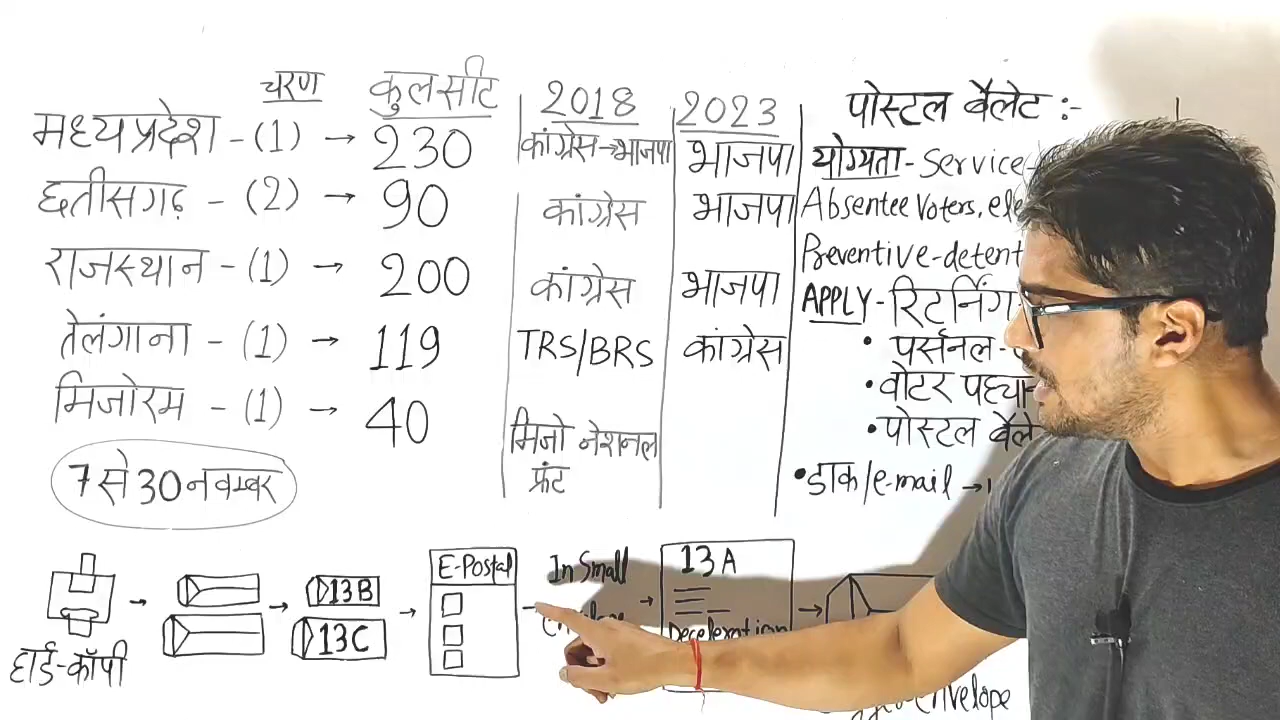 चरण कुल सीट 2018 2023
मध्यप्रदेश - (1) → 230 कांग्रेस→भाजपा भाजपा
छत्तीसगढ़ - (2) → 90 कांग्रेस भाजपा
राजस्थान - (1) → 200 कांग्रेस भाजपा
तेलंगाना - (1) → 119 TRS/BRS कांग्रेस
मिजोरम - (1) → 40 मिजो नेशनल
फ्रंट
7 से 30 नवम्बर
पोस्टल बैलेट :-
योग्यता - Service
Absentee Voters,
Preventive-detent
APPLY - रिटर्निंग
• पर्सनल-
• वोटर पहचा
• पोस्टल बैले
• डाक/e-mail →
हार्ड-कॉपी
13B
13C
E-Postal
In Small
13A
Deceleration
envelope